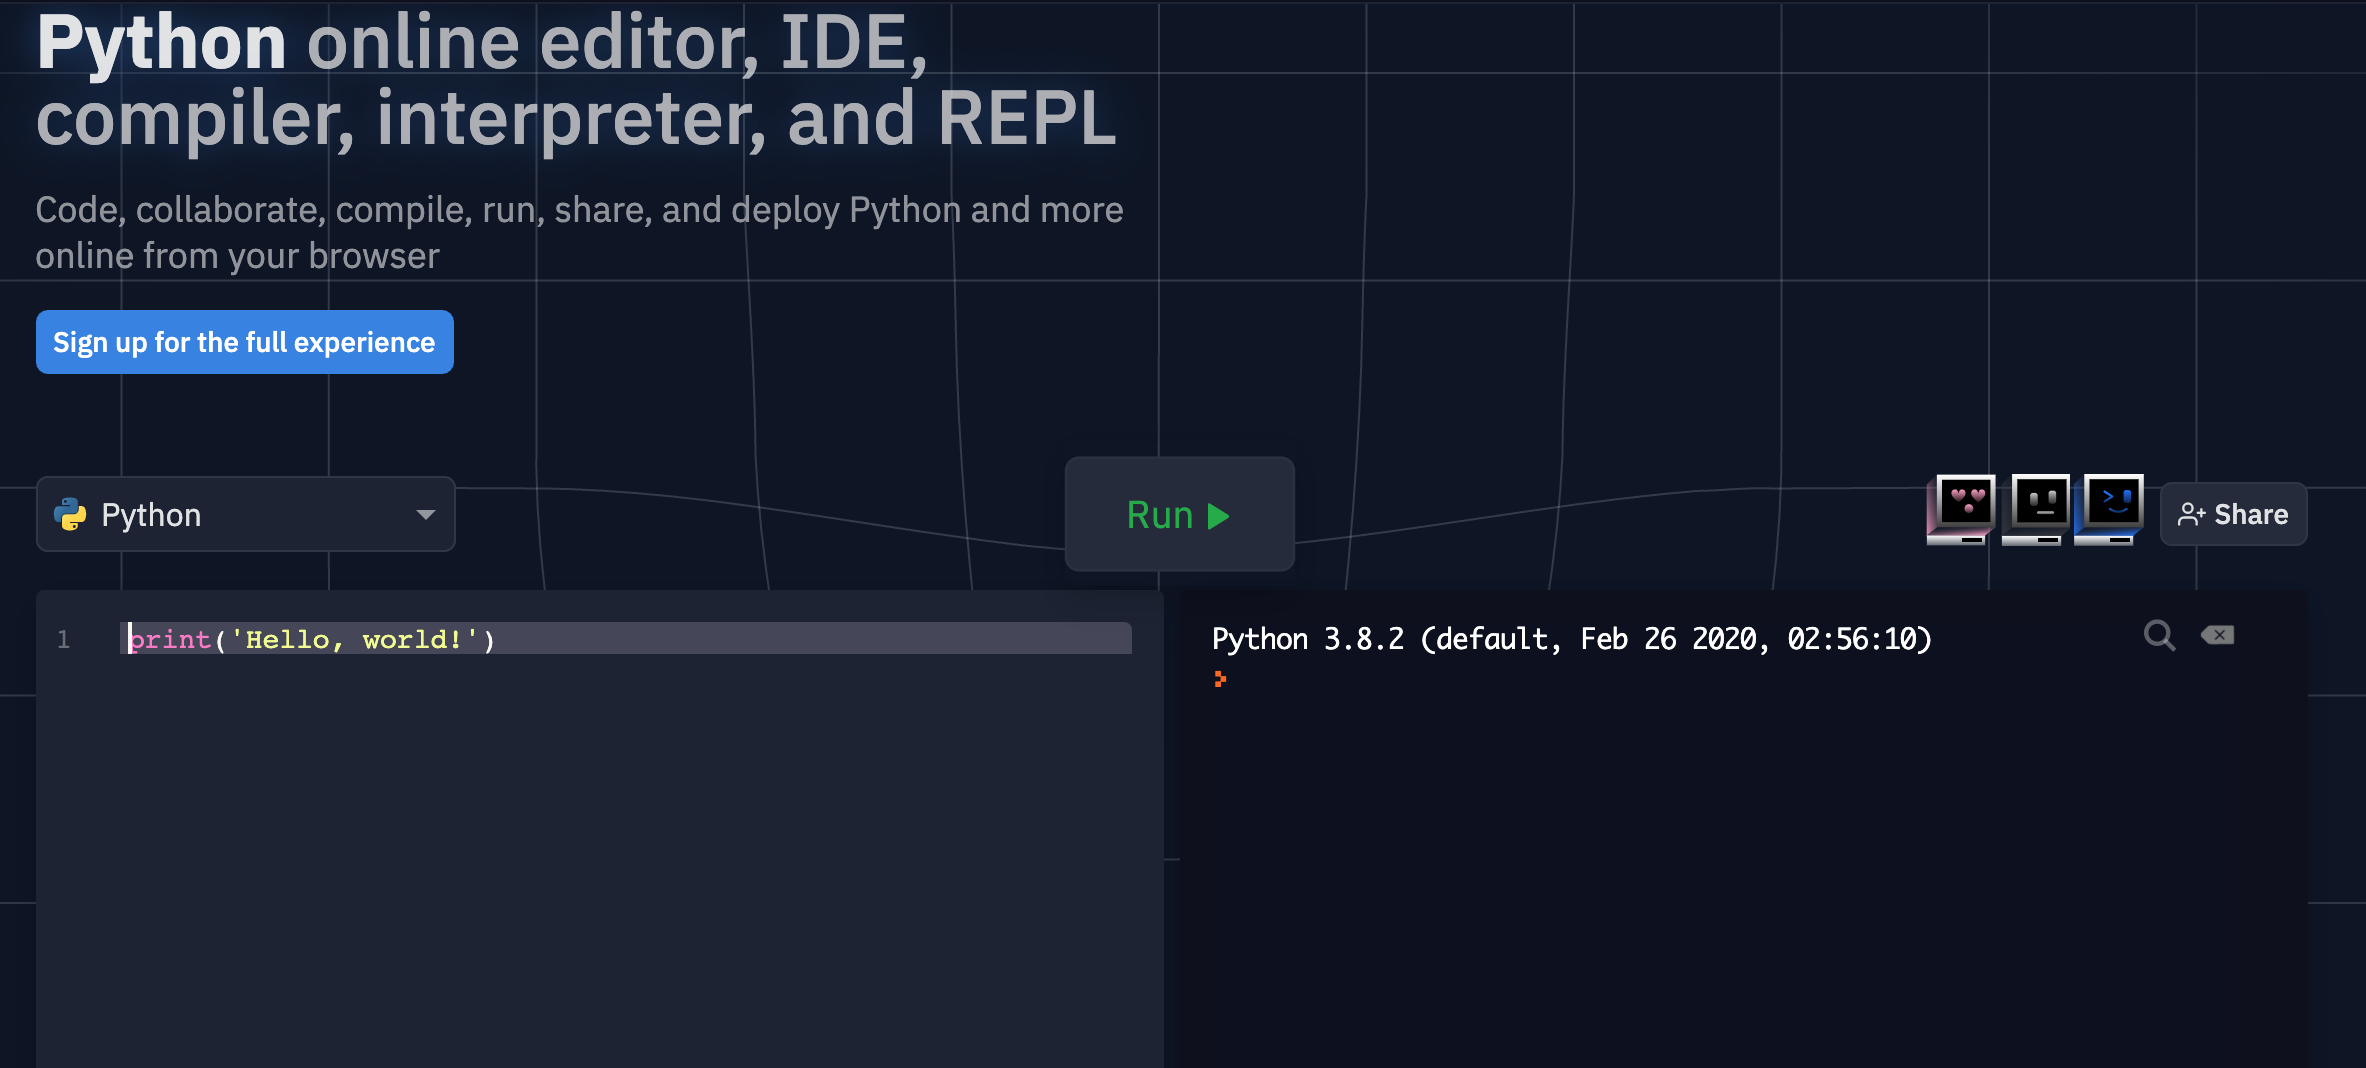 Python online editor, IDE,
compiler, interpreter, and REPL
Code, collaborate, compile, run, share, and deploy Python and more
online from your browser
Sign up for the full experience
Python
Run
Share
1 print('Hello, world!')
Python 3.8.2 (default, Feb 26 2020, 02:56:10)